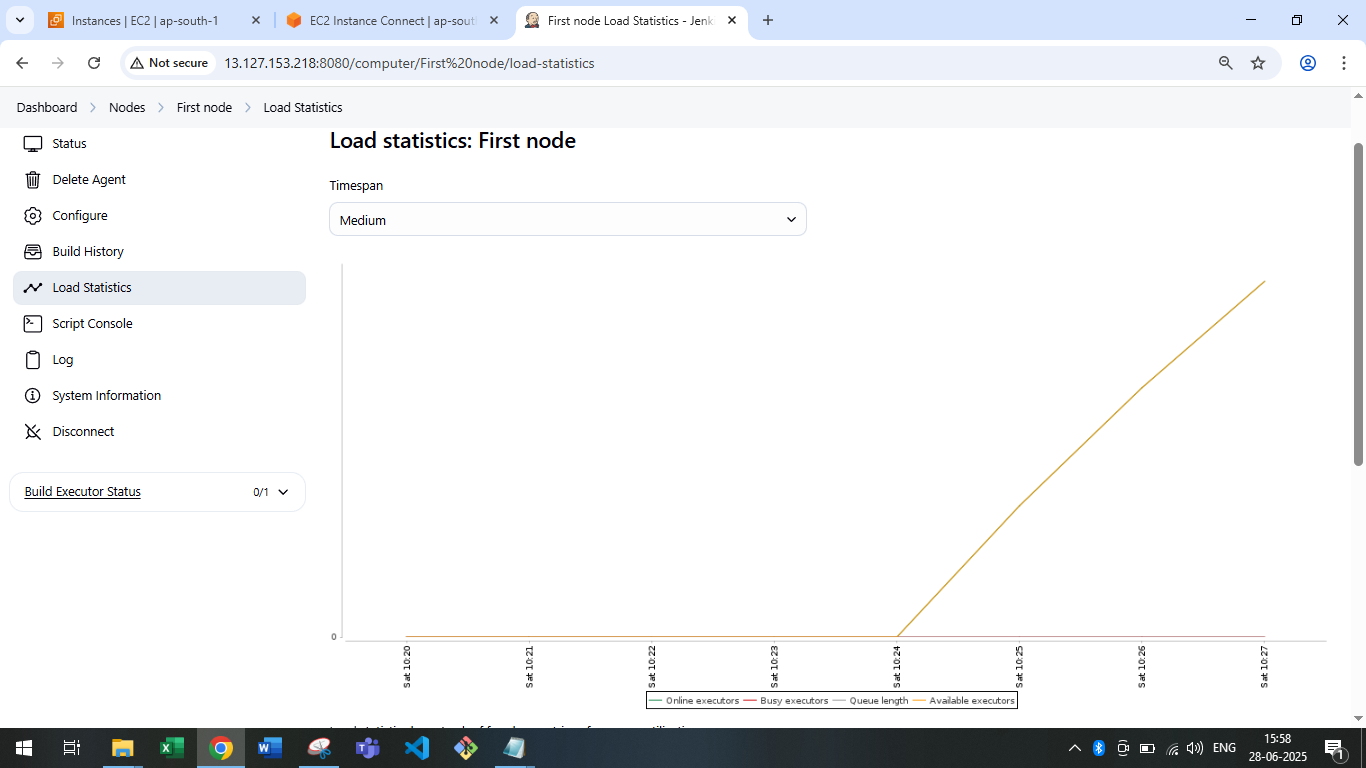 Instances | EC2 | ap-south-1
EC2 Instance Connect | ap-sout
First node Load Statistics - Jenk
Not secure
13.127.153.218:8080/computer/First%20node/load-statistics
Dashboard
Nodes
First node
Load Statistics
Status
Delete Agent
Configure
Build History
Load Statistics
Script Console
Log
System Information
Disconnect
Build Executor Status
0/1
Load statistics: First node
Timespan
Medium
0
Sat 10:20
Sat 10:21
Sat 10:22
Sat 10:23
Sat 10:24
Sat 10:25
Sat 10:26
Sat 10:27
Online executors
Busy executors
Queue length
Available executors
ENG
15:58
28-06-2025
1